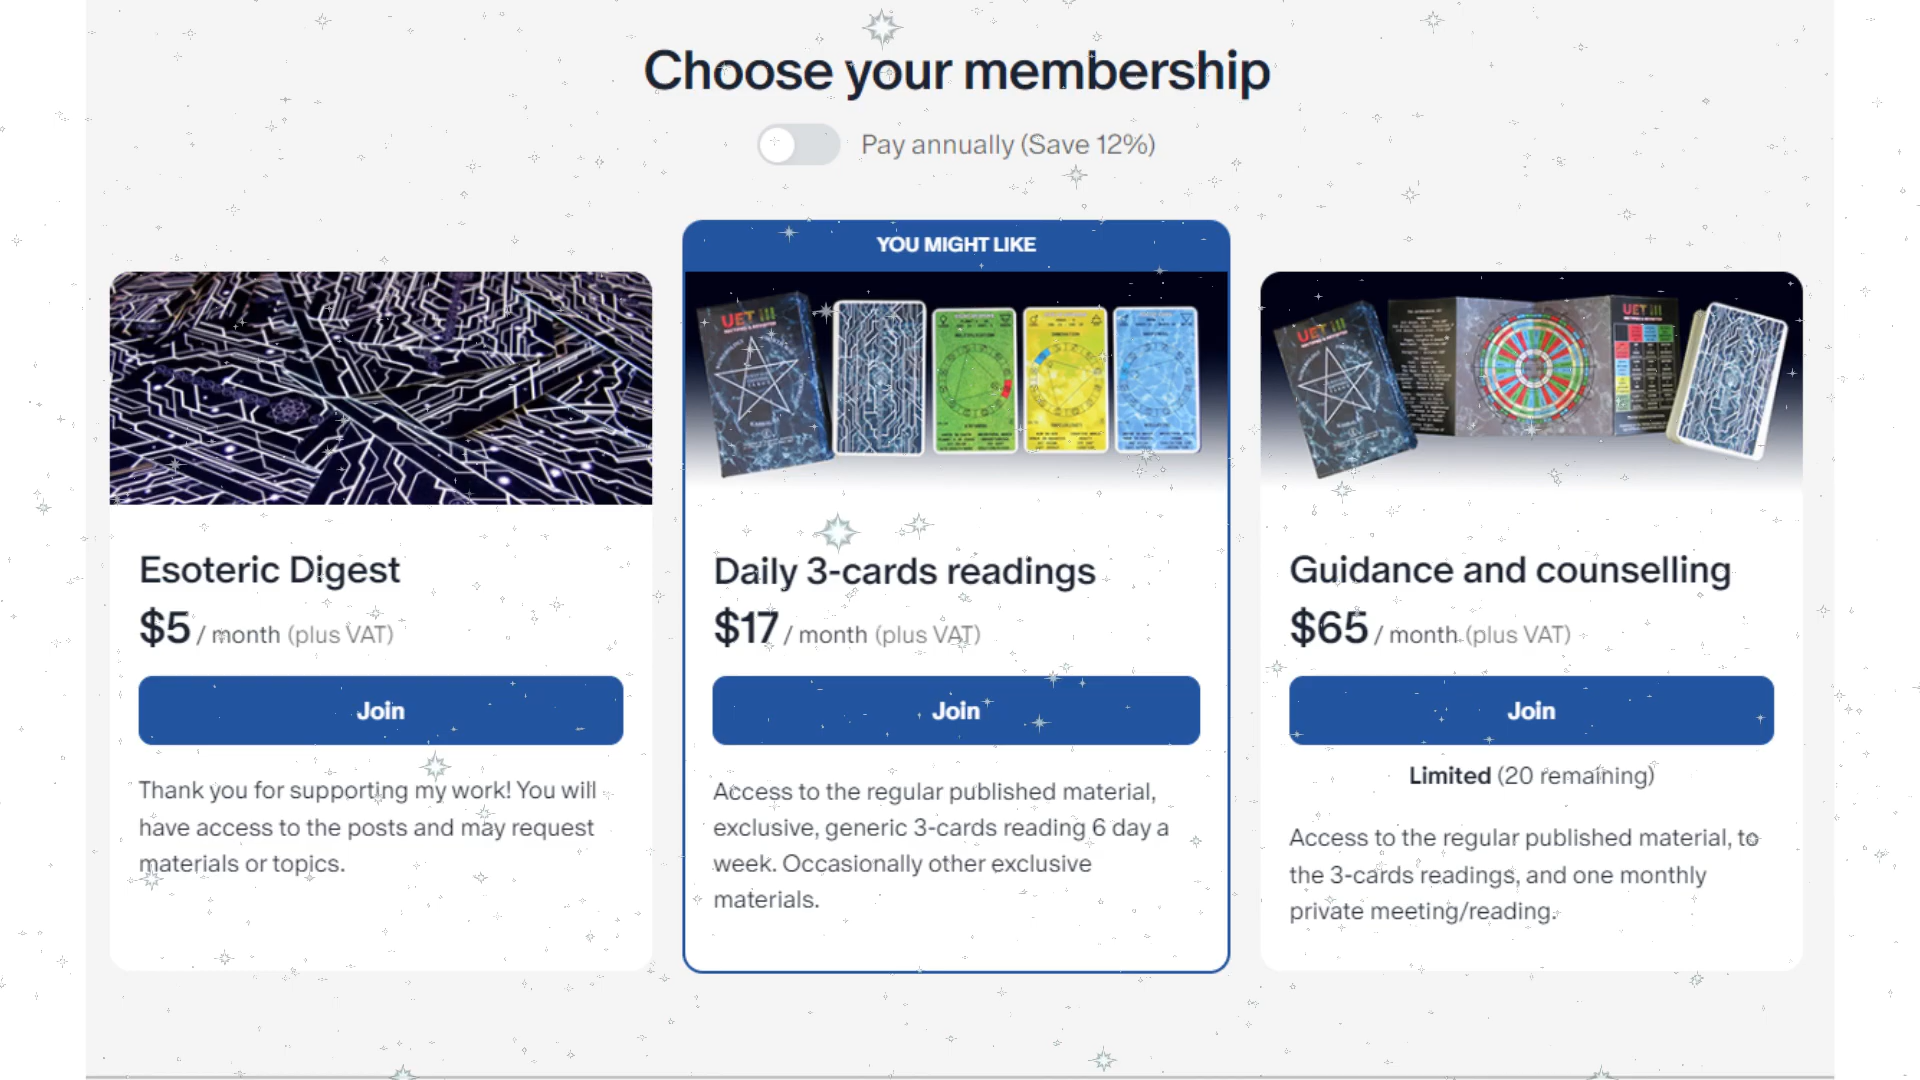 Choose your membership
Pay annually (Save 12%)
YOU MIGHT LIKE
UET
UET
Esoteric Digest
$5 / month (plus VAT)
Join
Thank you for supporting my work! You will
have access to the posts and may request
materials or topics.
Daily 3-cards readings
$17 / month (plus VAT)
Join
Access to the regular published material,
exclusive, generic 3-cards reading 6 day a
week. Occasionally other exclusive
materials.
Guidance and counselling
$65 / month (plus VAT)
Join
Limited (20 remaining)
Access to the regular published material, to
the 3-cards readings, and one monthly
private meeting/reading.